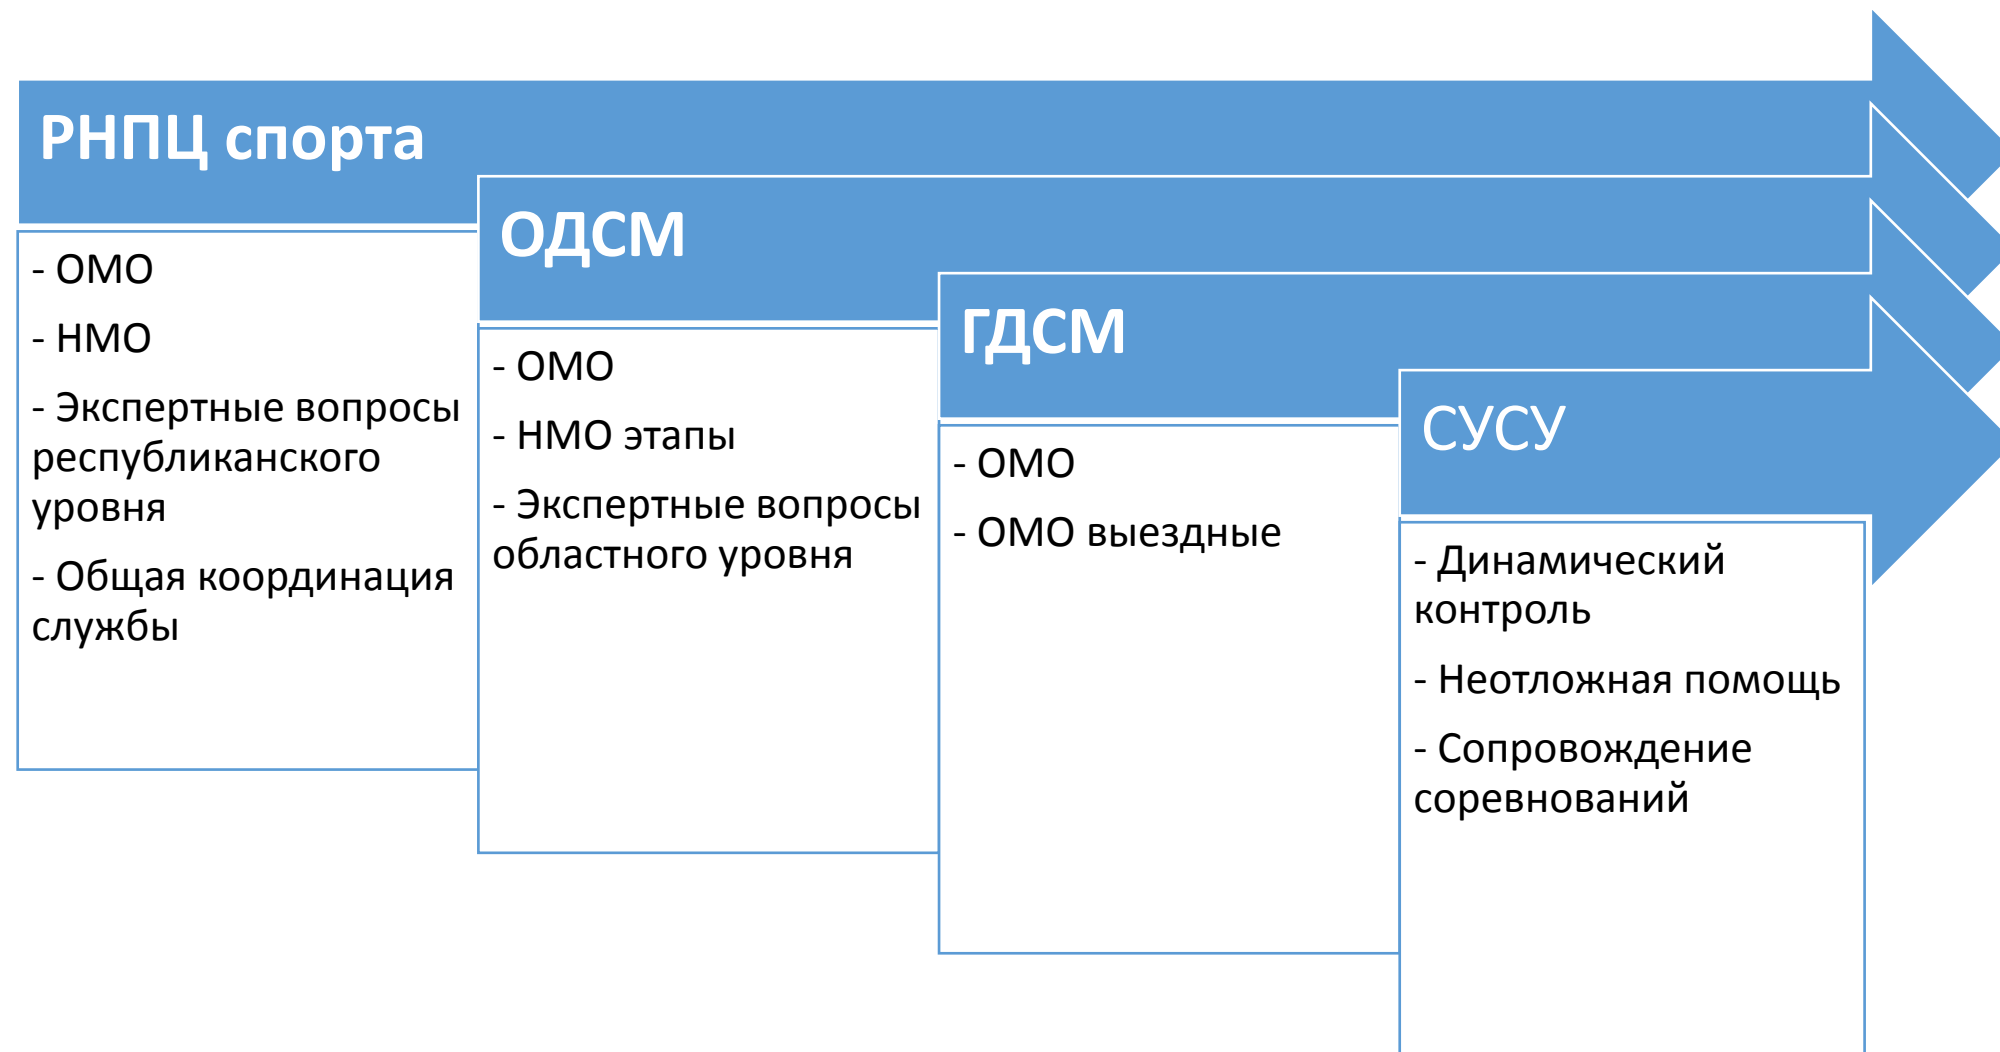 РНПЦ спорта
- ОМО
- НМО
- Экспертные вопросы
республиканского
уровня
- Общая координация
службы
ОДСМ
- ОМО
- НМО этапы
- Экспертные вопросы
областного уровня
ГДСМ
- ОМО
- ОМО выездные
СУСУ
- Динамический
контроль
- Неотложная помощь
- Сопровождение
соревнований